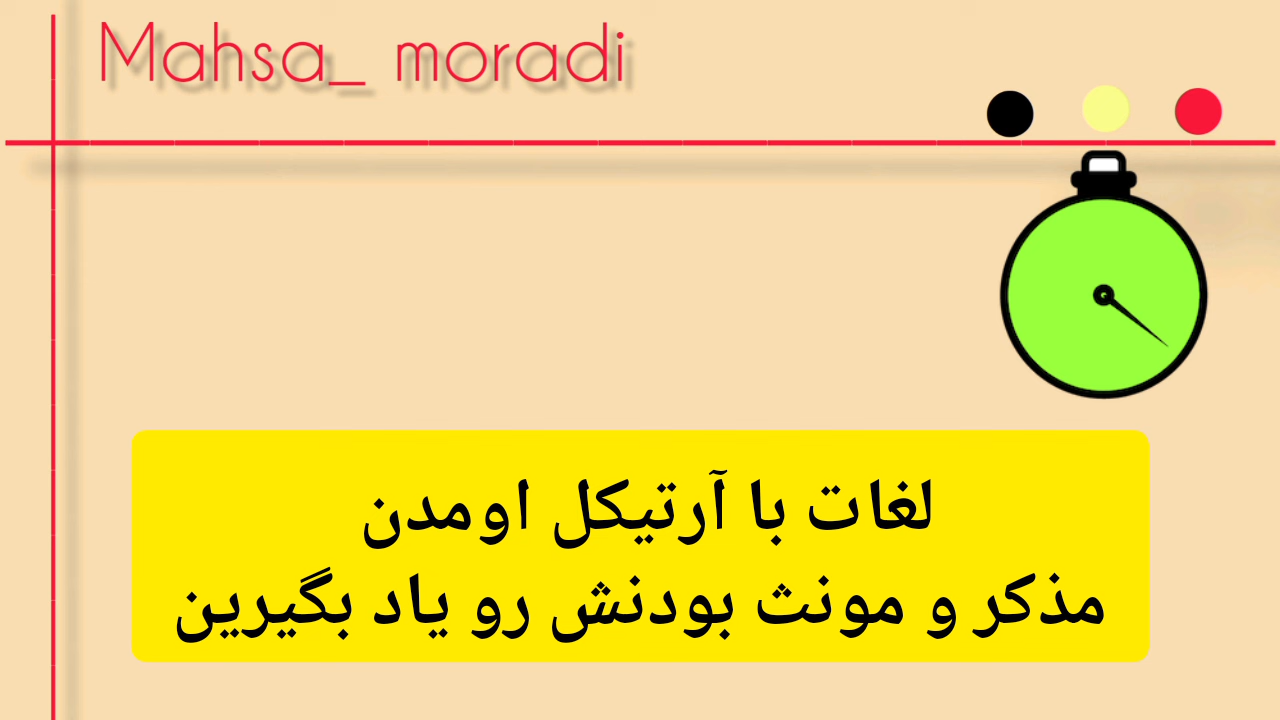 Mahsa_ moradi
لغات با آرتیکل اومدن
مذکر و مونث بودنش رو یاد بگیرین